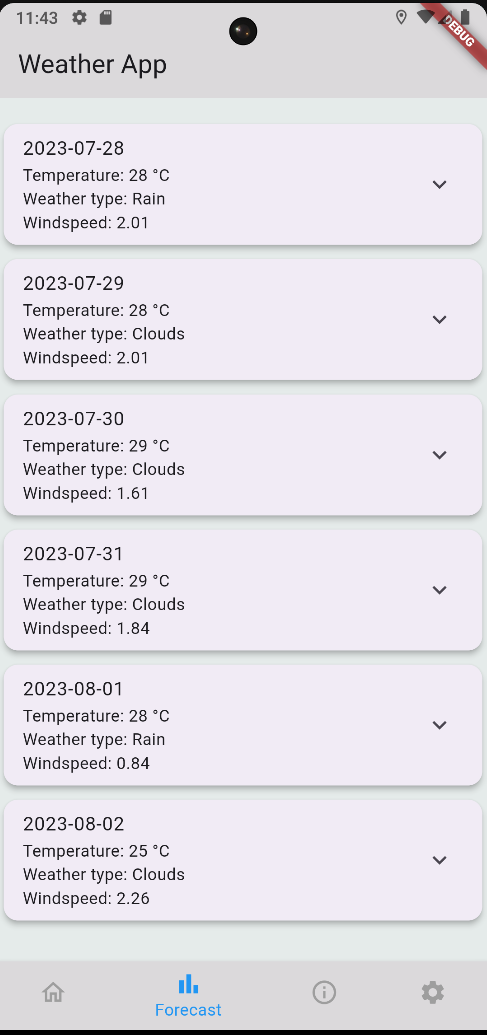 11:43
DEBUG
Weather App
2023-07-28
Temperature: 28 °C
Weather type: Rain
Windspeed: 2.01
2023-07-29
Temperature: 28 °C
Weather type: Clouds
Windspeed: 2.01
2023-07-30
Temperature: 29 °C
Weather type: Clouds
Windspeed: 1.61
2023-07-31
Temperature: 29 °C
Weather type: Clouds
Windspeed: 1.84
2023-08-01
Temperature: 28 °C
Weather type: Rain
Windspeed: 0.84
2023-08-02
Temperature: 25 °C
Weather type: Clouds
Windspeed: 2.26
Forecast